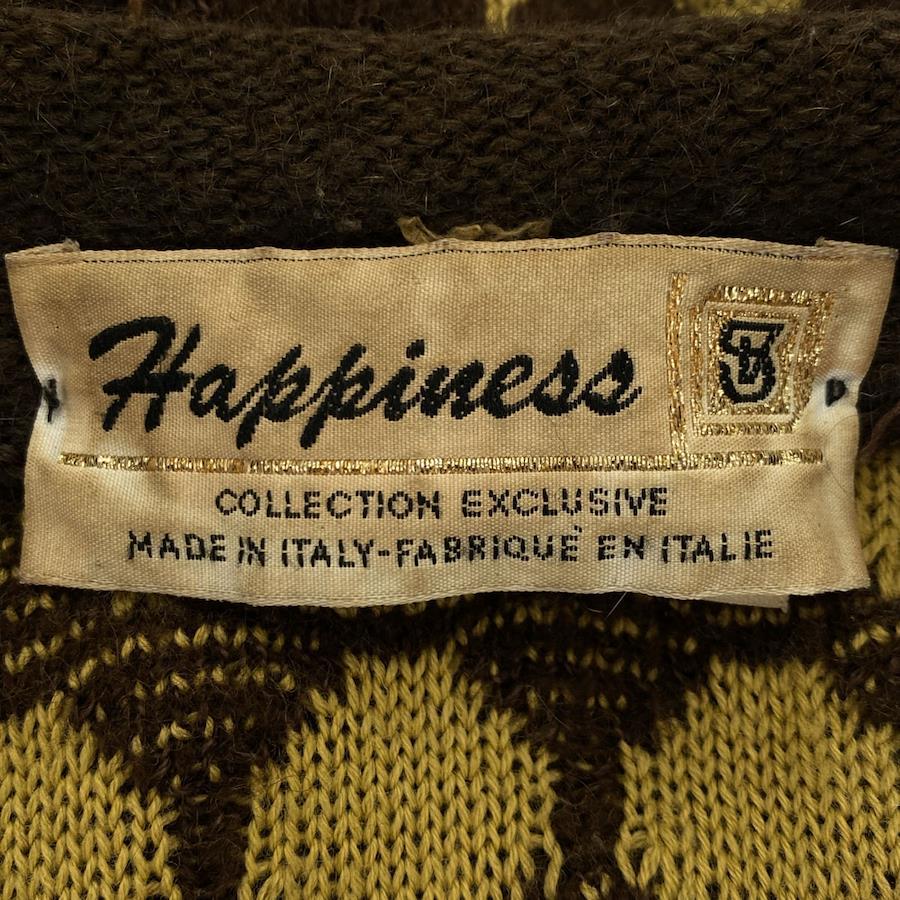 Happiness
COLLECTION EXCLUSIVE
MADE IN ITALY-FABRIQUÈ EN ITALIE